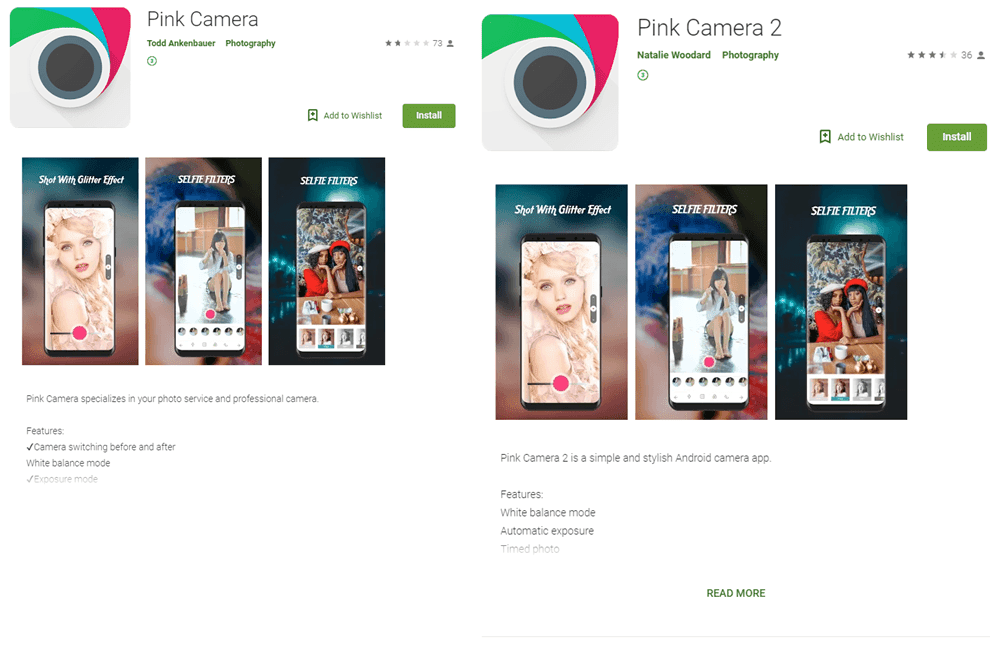 Pink Camera
Todd Ankenbauer Photography
73
3
Add to Wishlist
Install
Shot With Glitter Effect
SELFIE FILTERS
SELFIE FILTERS
Pink Camera specializes in your photo service and professional camera.
Features:
✓Camera switching before and after
White balance mode
✓Exposure mode
Pink Camera 2
Natalie Woodard Photography
36
3
Add to Wishlist
Install
Shot With Glitter Effect
SELFIE FILTERS
SELFIE FILTERS
Pink Camera 2 is a simple and stylish Android camera app.
Features:
White balance mode
Automatic exposure
Timed photo
READ MORE